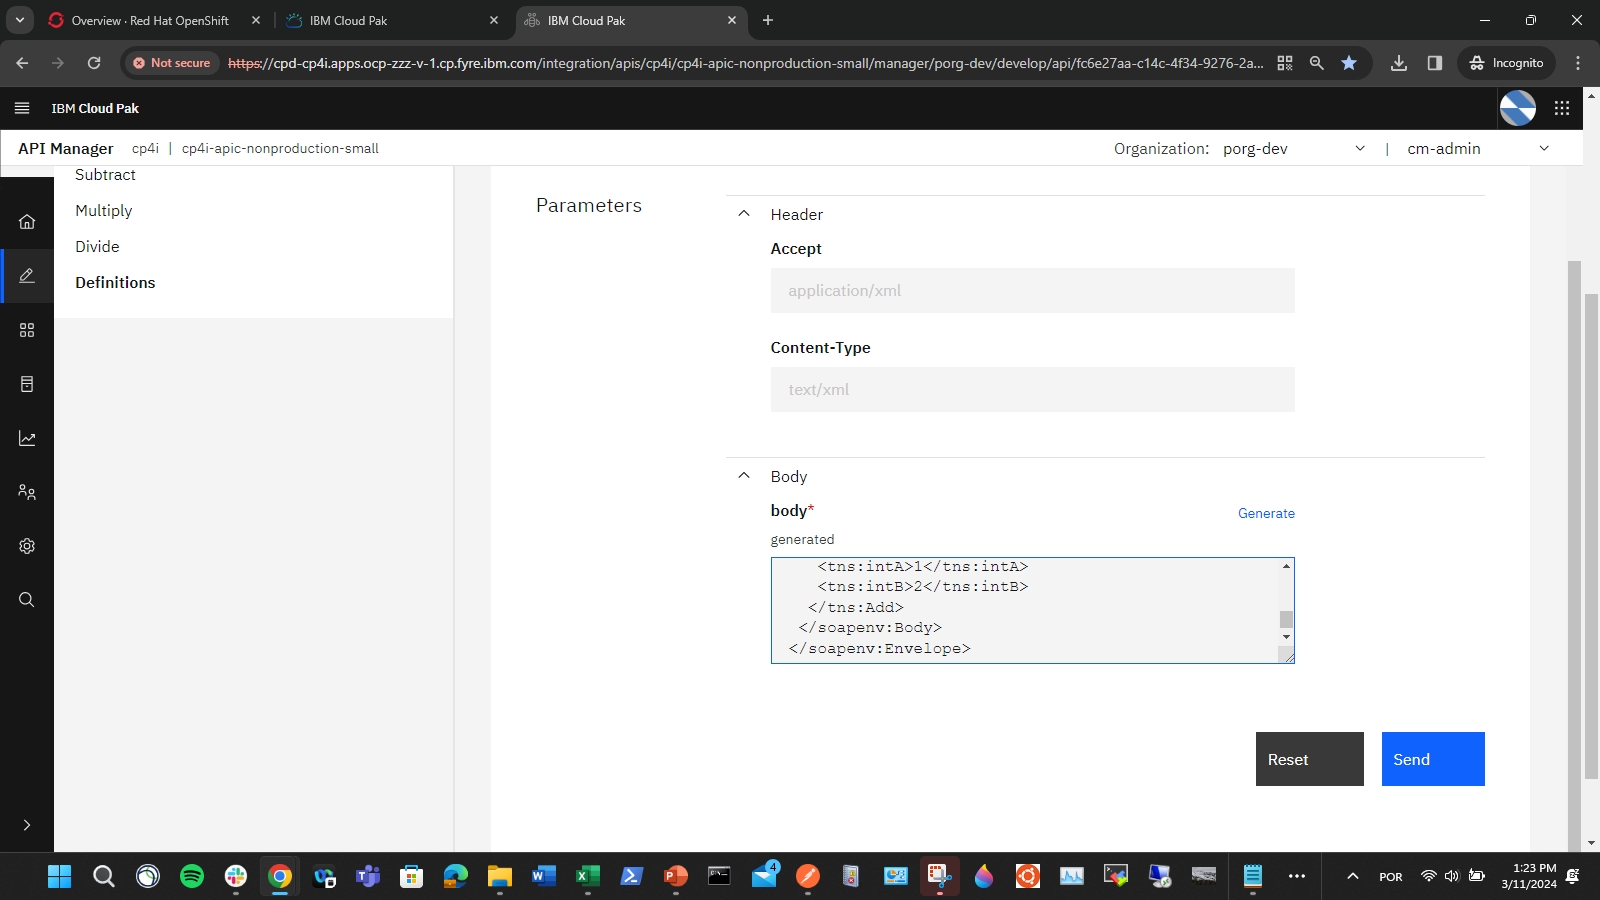 Overview · Red Hat OpenShift
IBM Cloud Pak
IBM Cloud Pak
Not secure
https://cpd-cp4i.apps.ocp-zzz-v-1.cp.fyre.ibm.com/integration/apis/cp4i/cp4i-apic-nonproduction-small/manager/porg-dev/develop/api/fc6e27aa-c14c-4f34-9276-2a...
Incognito
IBM Cloud Pak
API Manager cp4i | cp4i-apic-nonproduction-small
Organization: porg-dev | cm-admin
Subtract
Multiply
Divide
Definitions
Parameters
Header
Accept
application/xml
Content-Type
text/xml
Body
body*
Generate
generated
<tns:intA>1</tns:intA>
<tns:intB>2</tns:intB>
</tns:Add>
</soapenv:Body>
</soapenv:Envelope>
Reset
Send
4
POR
1:23 PM
3/11/2024